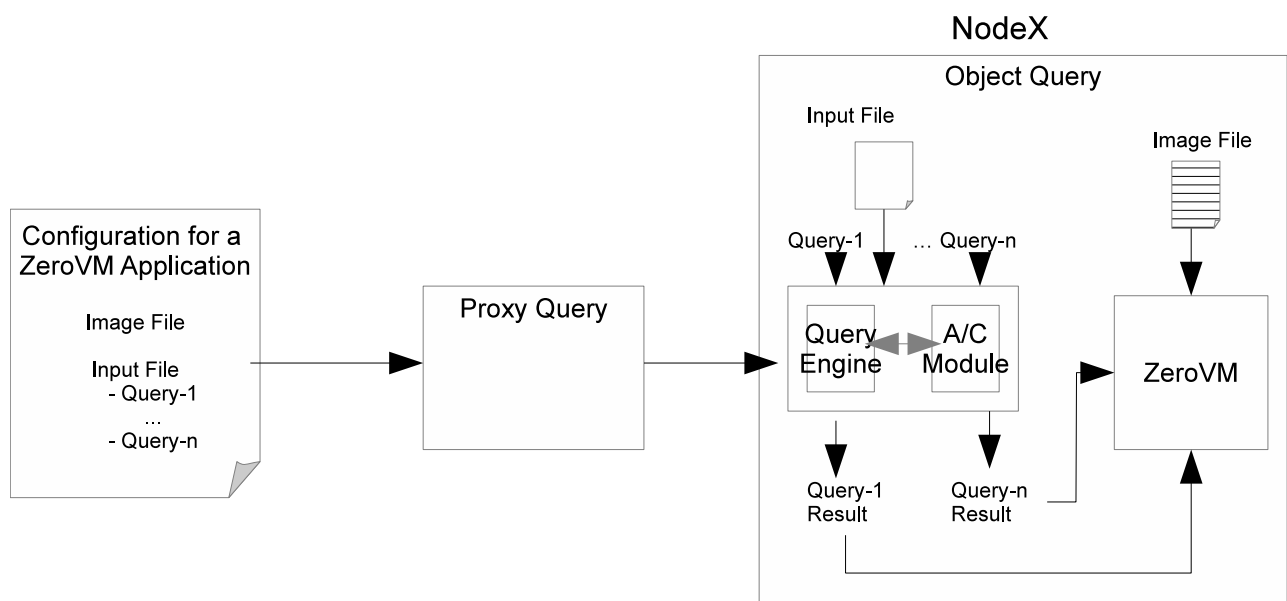 NodeX
Object Query
Input File
Image File
Query-1
... Query-n
Configuration for a
ZeroVM Application
Image File
Input File
- Query-1
...
- Query-n
Proxy Query
Query
Engine
A/C
Module
ZeroVM
Query-1
Result
Query-n
Result